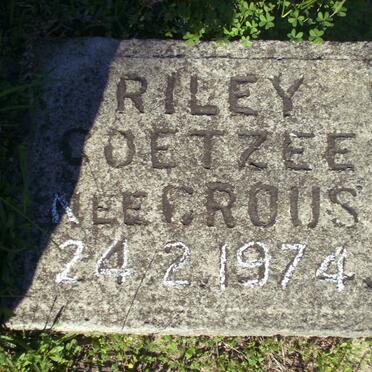 RILEY
COETZEE
NEE CROUS
24 2 1974